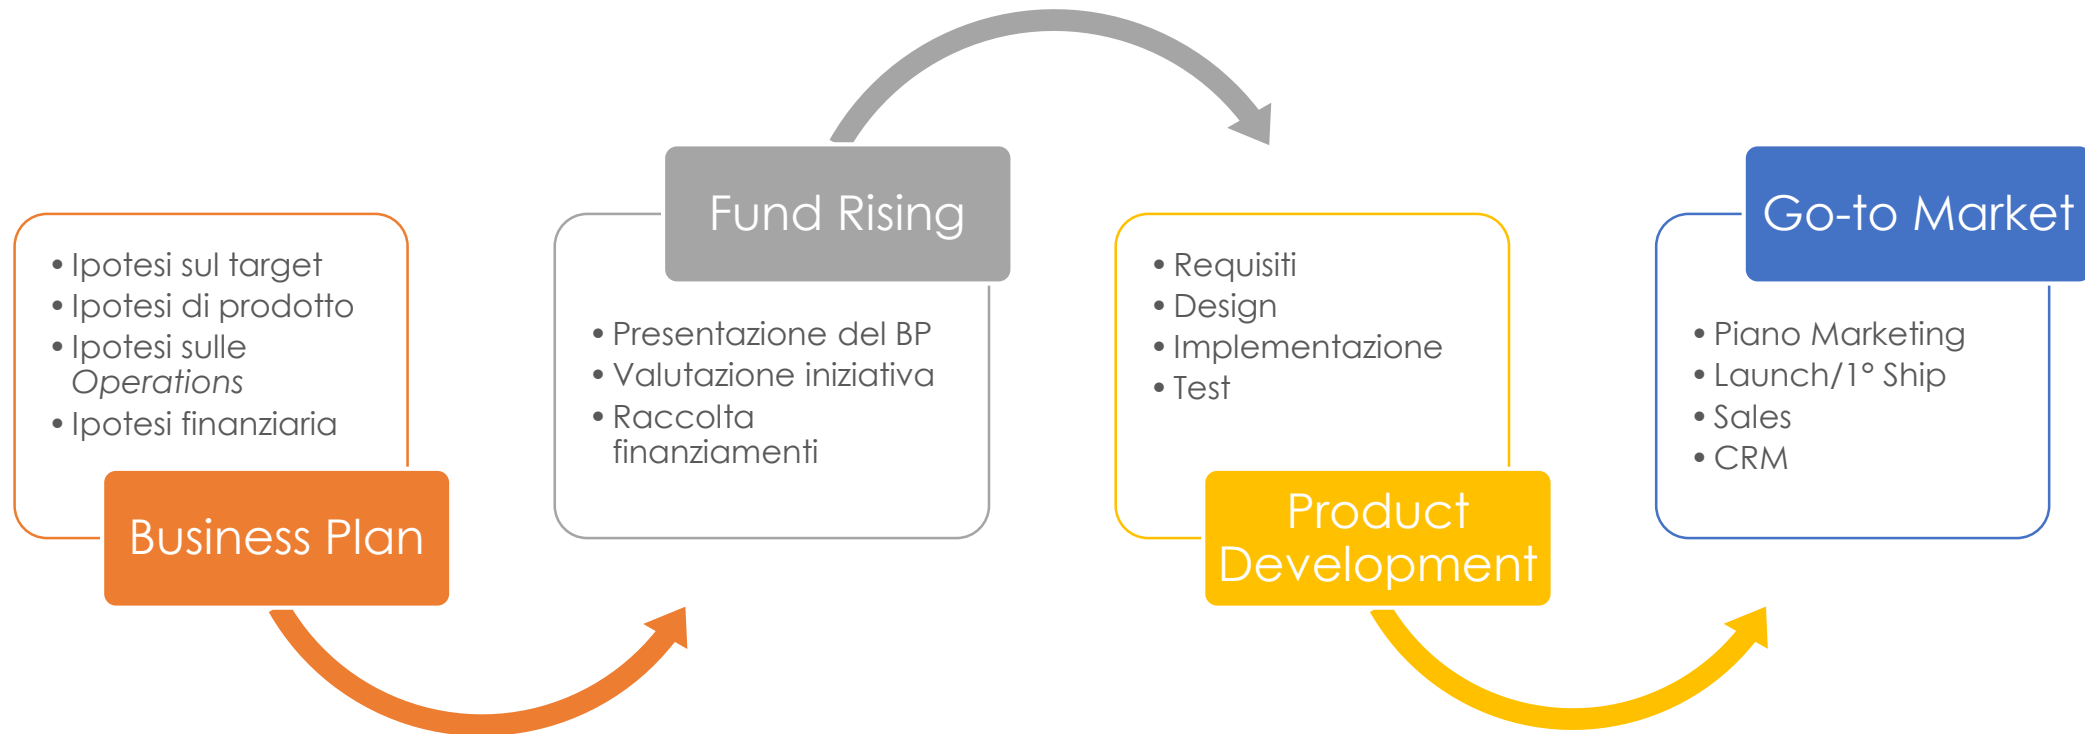 • Ipotesi sul target
• Ipotesi di prodotto
• Ipotesi sulle
Operations
• Ipotesi finanziaria
Business Plan
Fund Rising
• Presentazione del BP
• Valutazione iniziativa
• Raccolta
finanziamenti
• Requisiti
• Design
• Implementazione
• Test
Product
Development
Go-to Market
• Piano Marketing
• Launch/1° Ship
• Sales
• CRM